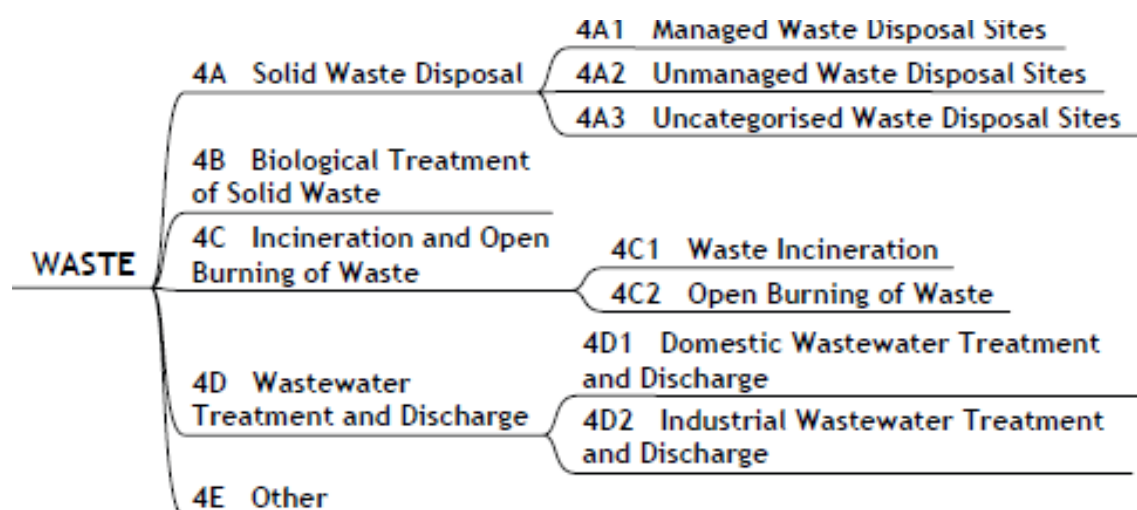 4A1 Managed Waste Disposal Sites
4A Solid Waste Disposal
4A2 Unmanaged Waste Disposal Sites
4A3 Uncategorised Waste Disposal Sites
4B Biological Treatment
of Solid Waste
4C Incineration and Open
Burning of Waste
4C1 Waste Incineration
4C2 Open Burning of Waste
WASTE
4D Wastewater
Treatment and Discharge
4D1 Domestic Wastewater Treatment
and Discharge
4D2 Industrial Wastewater Treatment
and Discharge
4E Other